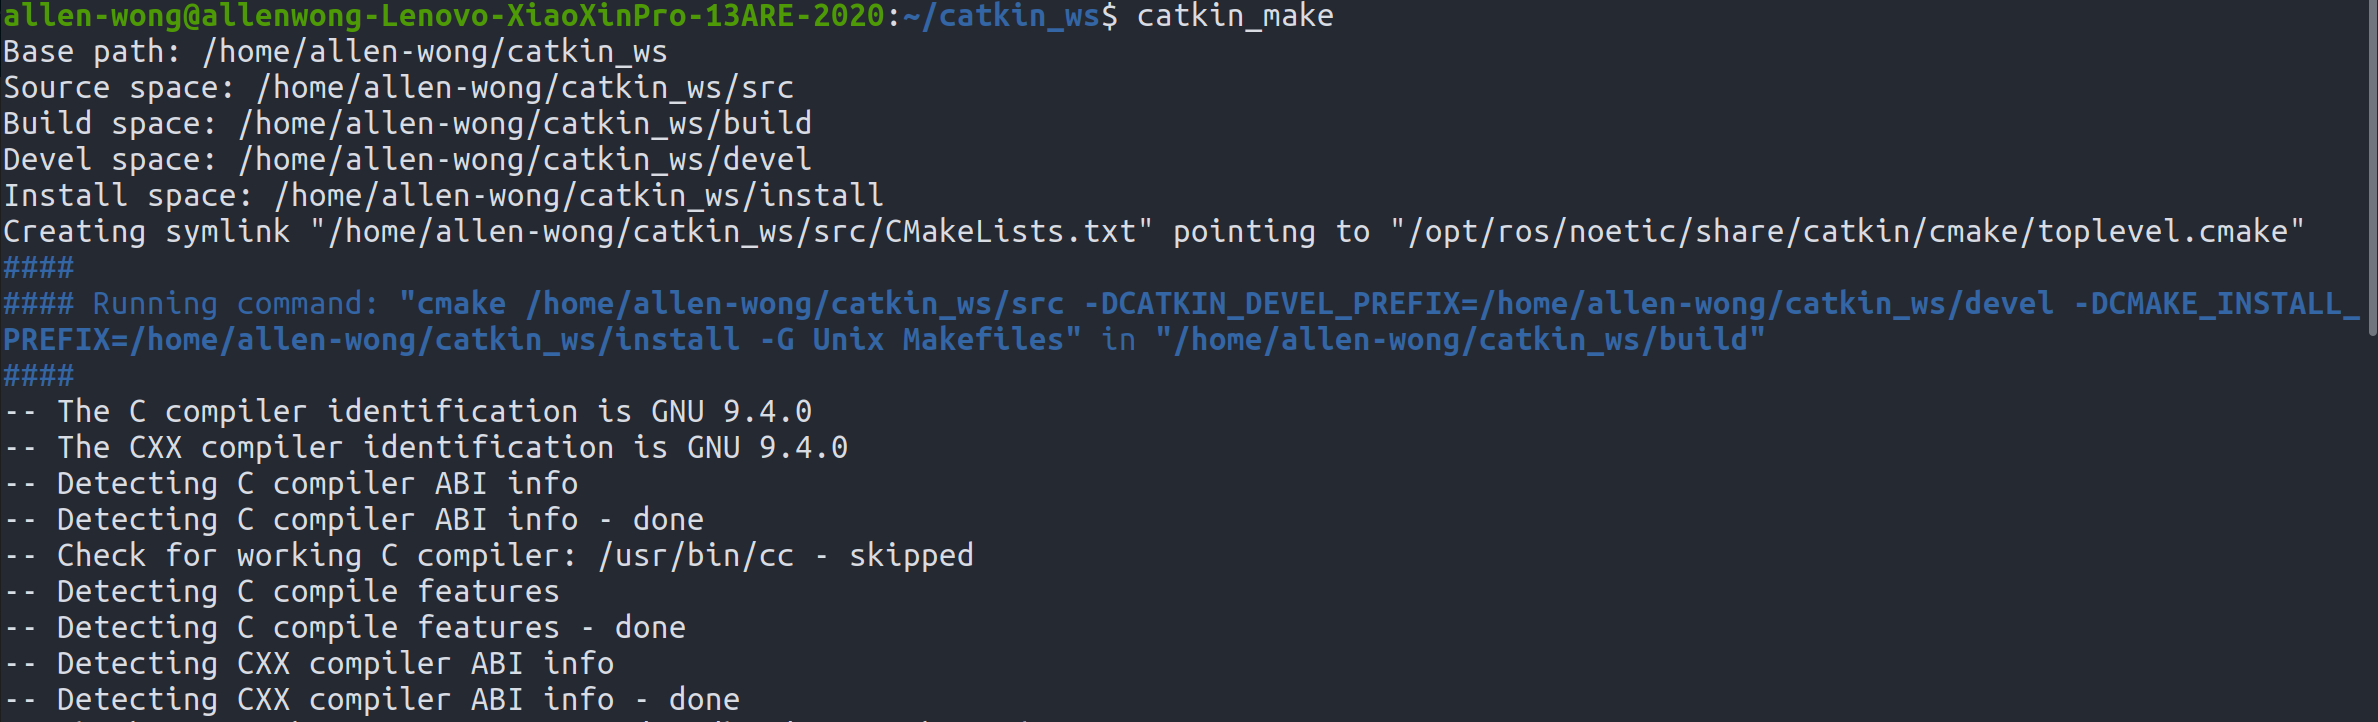 allen-wong@allenwong-Lenovo-XiaoXinPro-13ARE-2020:~/catkin_ws$ catkin_make
Base path: /home/allen-wong/catkin_ws
Source space: /home/allen-wong/catkin_ws/src
Build space: /home/allen-wong/catkin_ws/build
Devel space: /home/allen-wong/catkin_ws/devel
Install space: /home/allen-wong/catkin_ws/install
Creating symlink "/home/allen-wong/catkin_ws/src/CMakeLists.txt" pointing to "/opt/ros/noetic/share/catkin/cmake/toplevel.cmake"
####
#### Running command: "cmake /home/allen-wong/catkin_ws/src -DCATKIN_DEVEL_PREFIX=/home/allen-wong/catkin_ws/devel -DCMAKE_INSTALL_
PREFIX=/home/allen-wong/catkin_ws/install -G Unix Makefiles" in "/home/allen-wong/catkin_ws/build"
####
-- The C compiler identification is GNU 9.4.0
-- The CXX compiler identification is GNU 9.4.0
-- Detecting C compiler ABI info
-- Detecting C compiler ABI info - done
-- Check for working C compiler: /usr/bin/cc - skipped
-- Detecting C compile features
-- Detecting C compile features - done
-- Detecting CXX compiler ABI info
-- Detecting CXX compiler ABI info - done